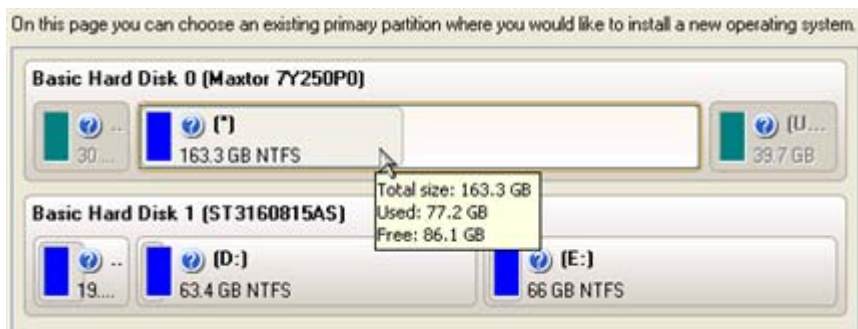 On this page you can choose an existing primary partition where you would like to install a new operating system.
Basic Hard Disk 0 (Maxtor 7Y250P0)
.. (*) (U...
30 ... 163.3 GB NTFS 39.7 GB
Total size: 163.3 GB
Used: 77.2 GB
Free: 86.1 GB
Basic Hard Disk 1 (ST3160815AS)
.. (D:) (E:)
19.... 63.4 GB NTFS 66 GB NTFS